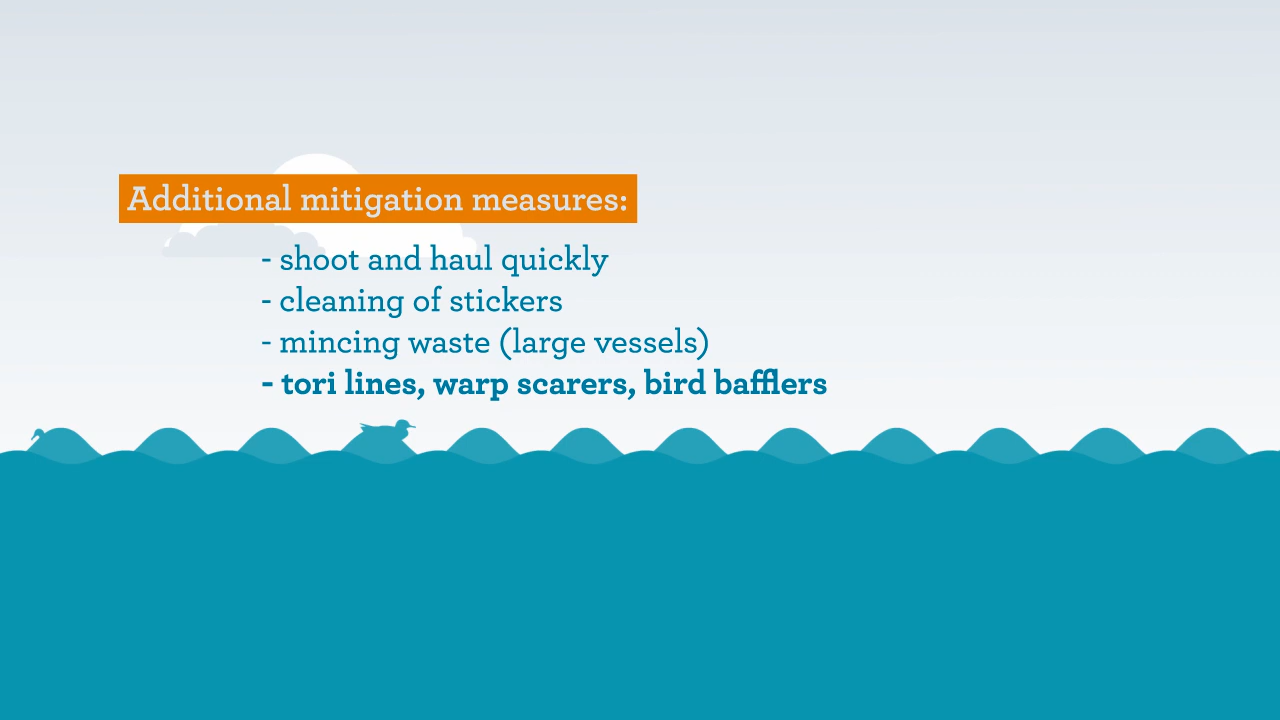 Additional mitigation measures:
- shoot and haul quickly
- cleaning of stickers
- mincing waste (large vessels)
- tori lines, warp scarers, bird bafflers